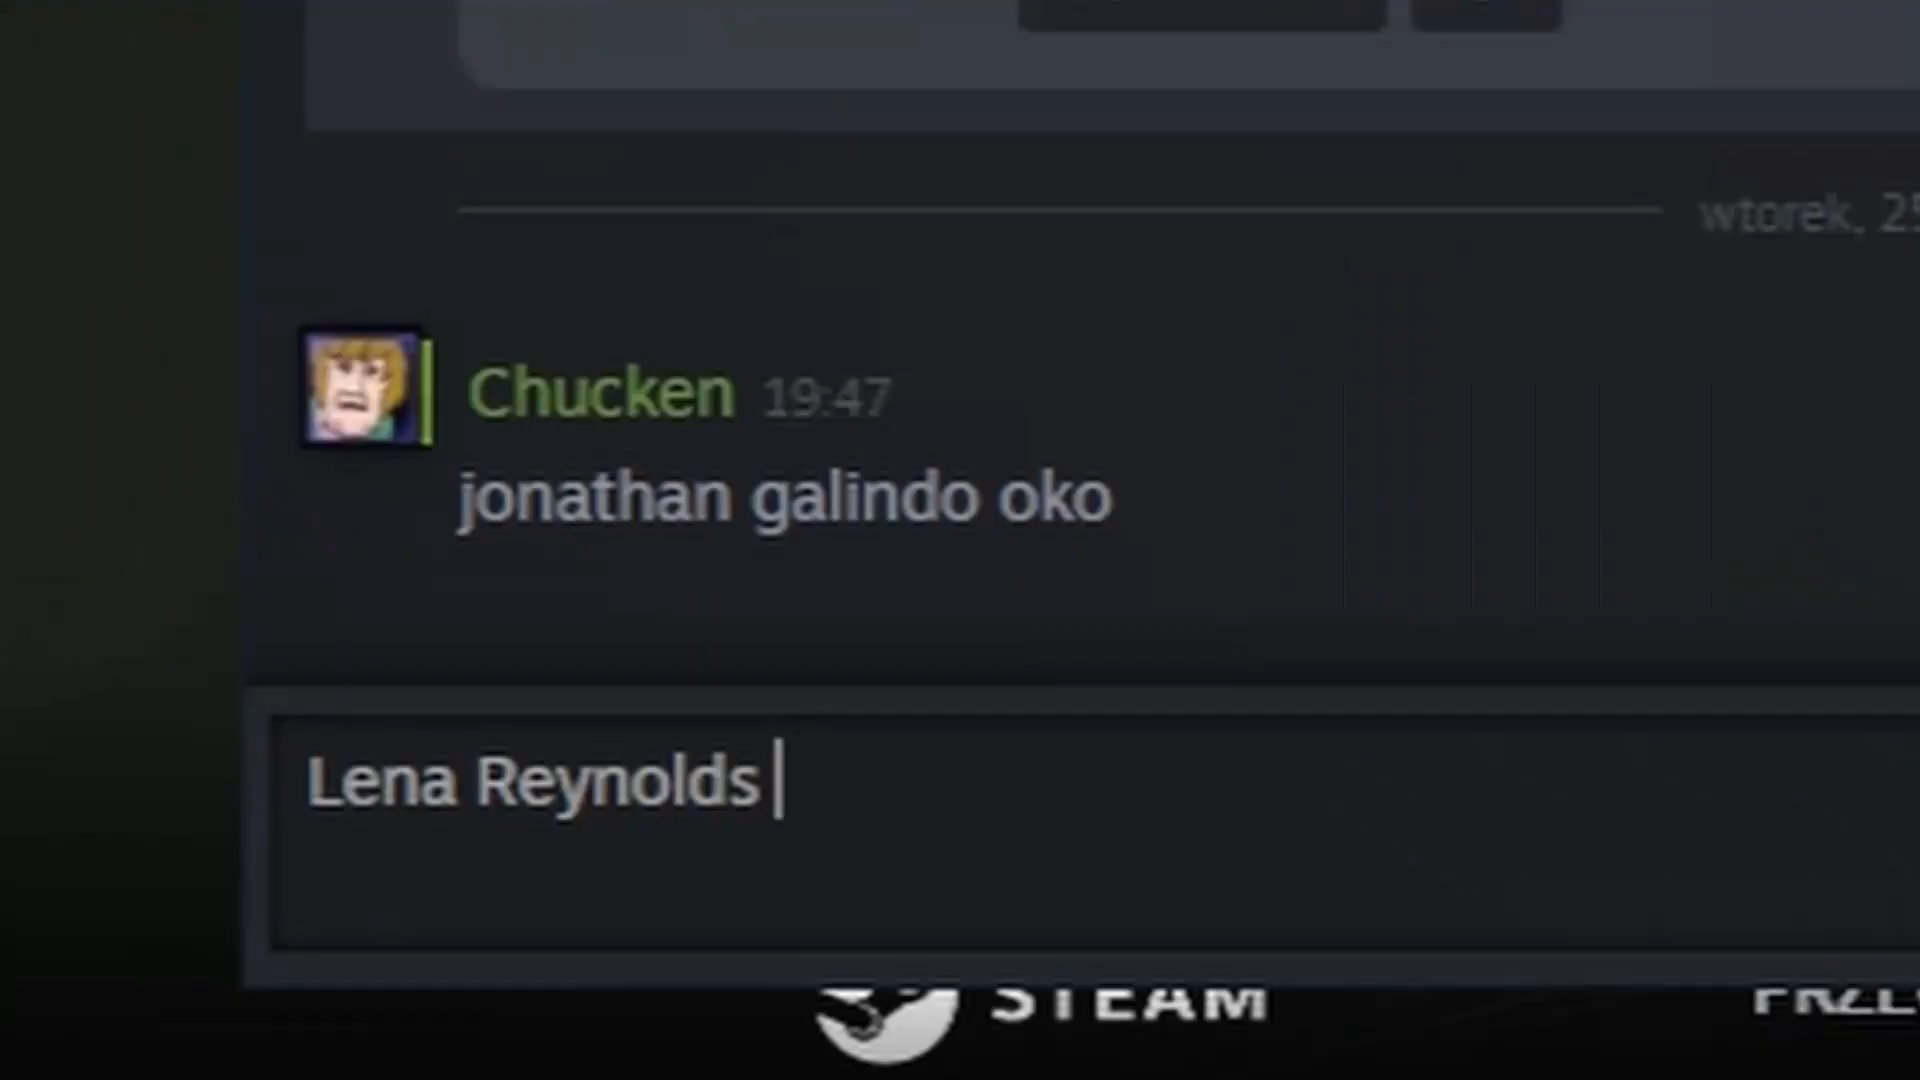 wtorek, 25
Chucken 19:47
jonathan galindo oko
Lena Reynolds
STEAM